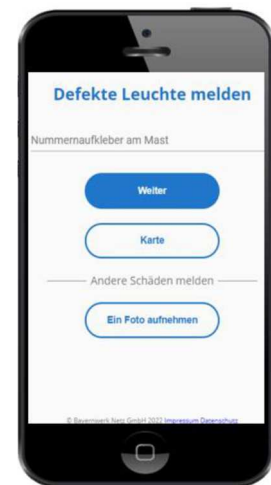 Defekte Leuchte melden
Nummernaufkleber am Mast
Weiter
Karte
Andere Schäden melden
Ein Foto aufnehmen
© Bayernwerk Netz GmbH 2022 Impressum Datenschutz